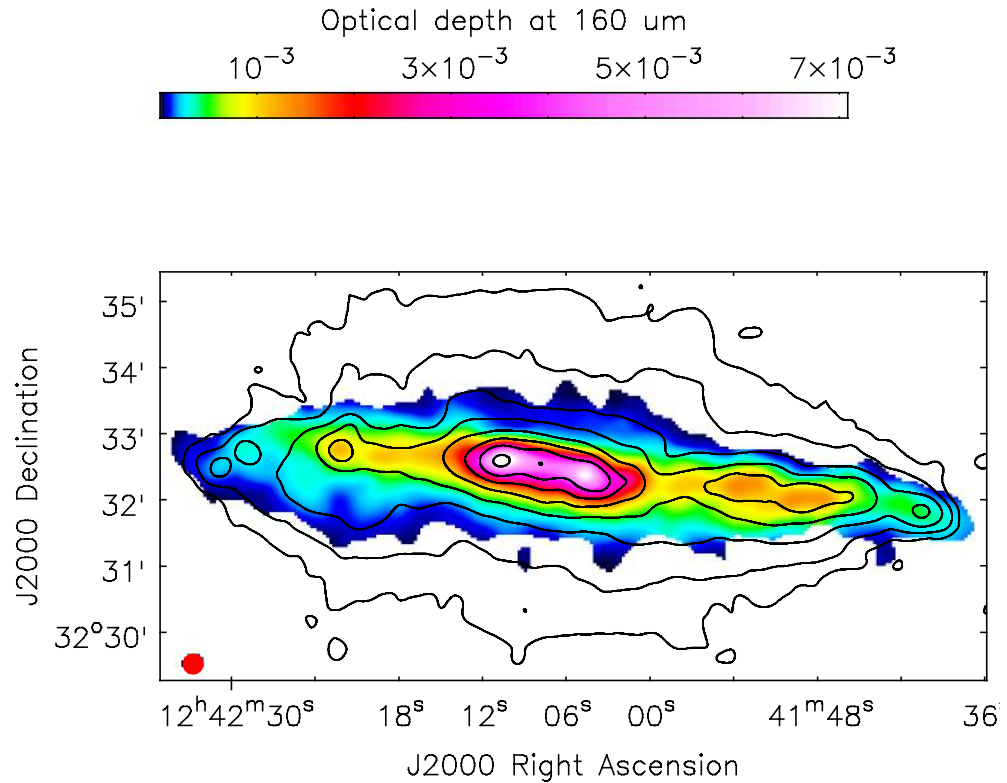 Optical depth at 160 um
10⁻³ 3×10⁻³ 5×10⁻³ 7×10⁻³
35'
34'
33'
32'
31'
32°30'
J2000 Declination
12ʰ42ᵐ30ˢ 18ˢ 12ˢ 06ˢ 00ˢ 41ᵐ48ˢ 36ˢ
J2000 Right Ascension